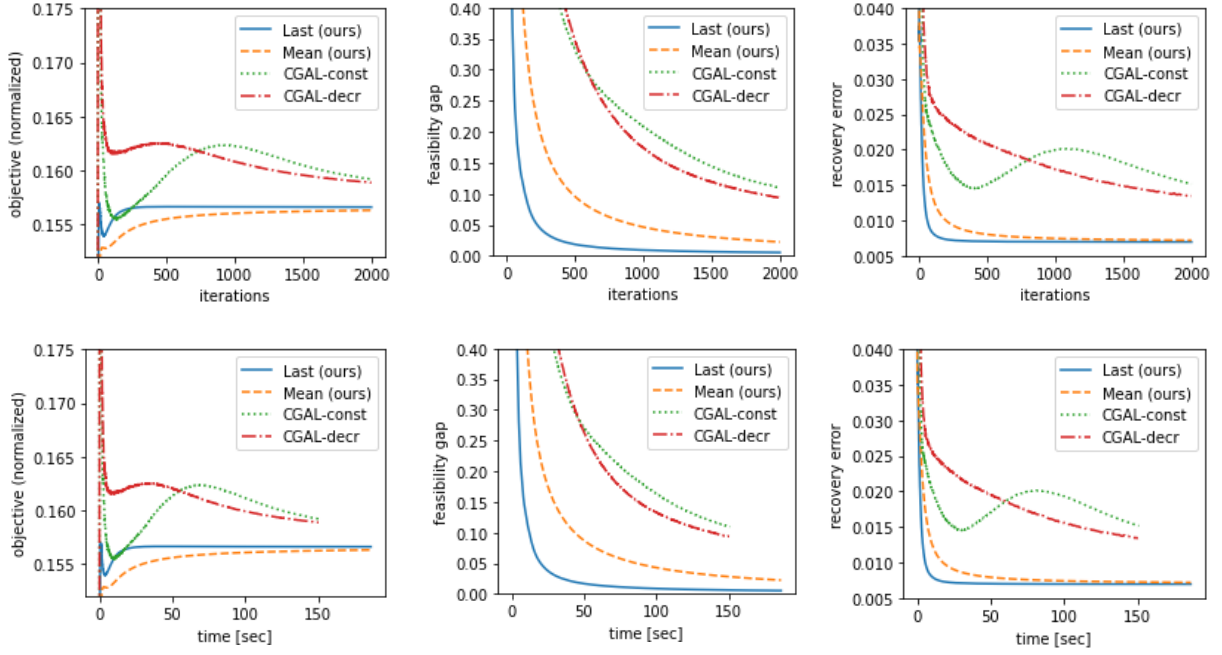 objective (normalized)
0.175
0.170
0.165
0.160
0.155
Last (ours)
Mean (ours)
CGAL-const
CGAL-decr
0
500
1000
1500
2000
iterations
feasibilty gap
0.40
0.35
0.30
0.25
0.20
0.15
0.10
0.05
0.00
Last (ours)
Mean (ours)
CGAL-const
CGAL-decr
0
500
1000
1500
2000
iterations
recovery error
0.040
0.035
0.030
0.025
0.020
0.015
0.010
0.005
Last (ours)
Mean (ours)
CGAL-const
CGAL-decr
0
500
1000
1500
2000
iterations
objective (normalized)
0.175
0.170
0.165
0.160
0.155
Last (ours)
Mean (ours)
CGAL-const
CGAL-decr
0
50
100
150
time [sec]
feasibility gap
0.40
0.35
0.30
0.25
0.20
0.15
0.10
0.05
0.00
Last (ours)
Mean (ours)
CGAL-const
CGAL-decr
0
50
100
150
time [sec]
recovery error
0.040
0.035
0.030
0.025
0.020
0.015
0.010
0.005
Last (ours)
Mean (ours)
CGAL-const
CGAL-decr
0
50
100
150
time [sec]